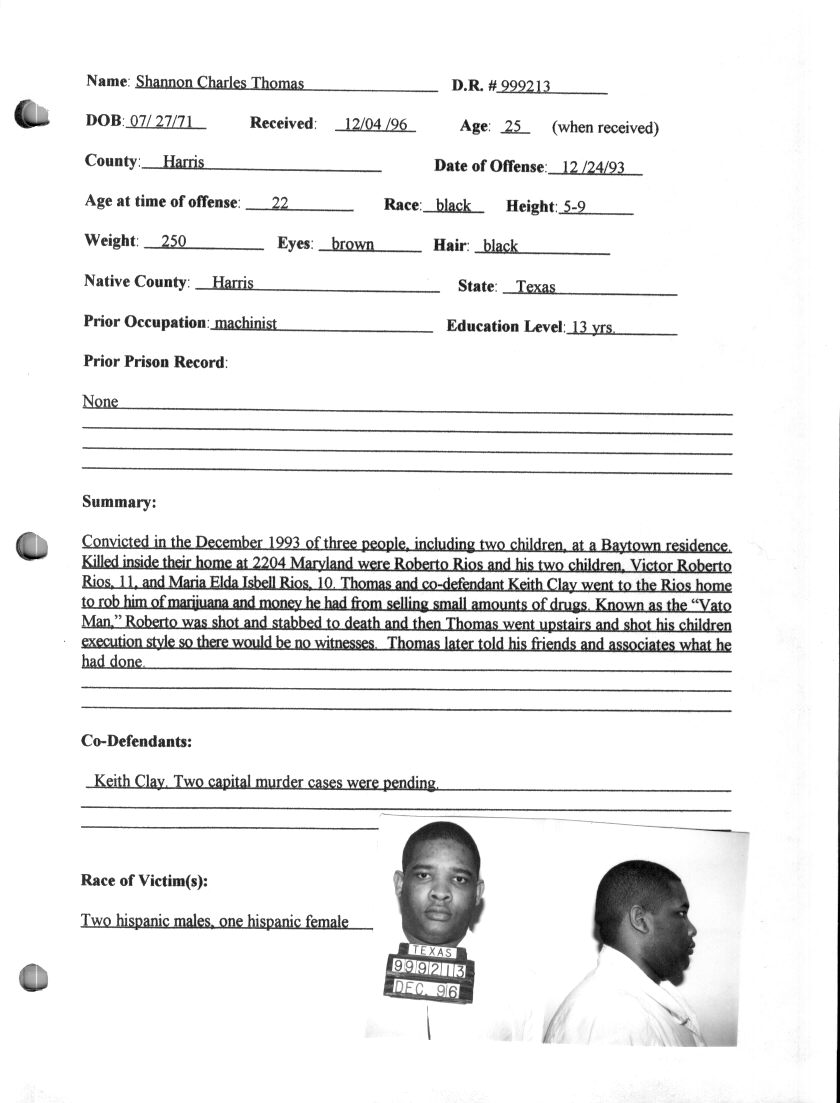 Name: Shannon Charles Thomas D.R. # 999213
DOB: 07/ 27/71 Received: 12/04 /96 Age: 25 (when received)
County: Harris Date of Offense: 12 /24/93
Age at time of offense: 22 Race: black Height: 5-9
Weight: 250 Eyes: brown Hair: black
Native County: Harris State: Texas
Prior Occupation: machinist Education Level: 13 yrs.
Prior Prison Record:
None
Summary:
Convicted in the December 1993 of three people, including two children, at a Baytown residence.
Killed inside their home at 2204 Maryland were Roberto Rios and his two children, Victor Roberto
Rios, 11, and Maria Elda Isbell Rios, 10. Thomas and co-defendant Keith Clay went to the Rios home
to rob him of marijuana and money he had from selling small amounts of drugs. Known as the “Vato
Man,” Roberto was shot and stabbed to death and then Thomas went upstairs and shot his children
execution style so there would be no witnesses. Thomas later told his friends and associates what he
had done.
Co-Defendants:
Keith Clay. Two capital murder cases were pending.
Race of Victim(s):
Two hispanic males, one hispanic female
TEXAS
999213
DEC. 96